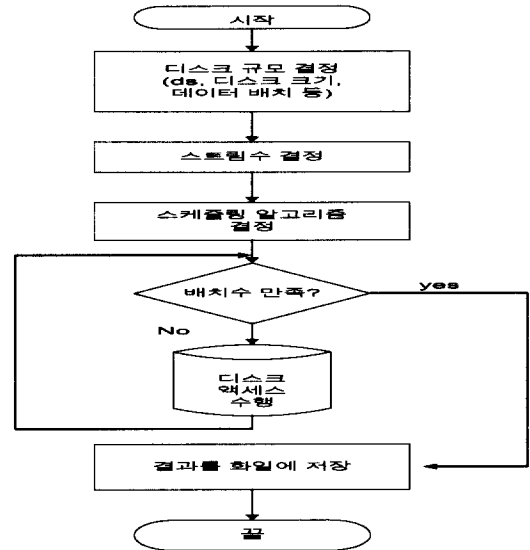 시작
디스크 규모 결정
(ds, 디스크 크기,
데이터 배치 등)
스트림수 결정
스케줄링 알고리즘
결정
배치수 만족?
yes
No
디스크
액세스
수행
결과를 화일에 저장
끝